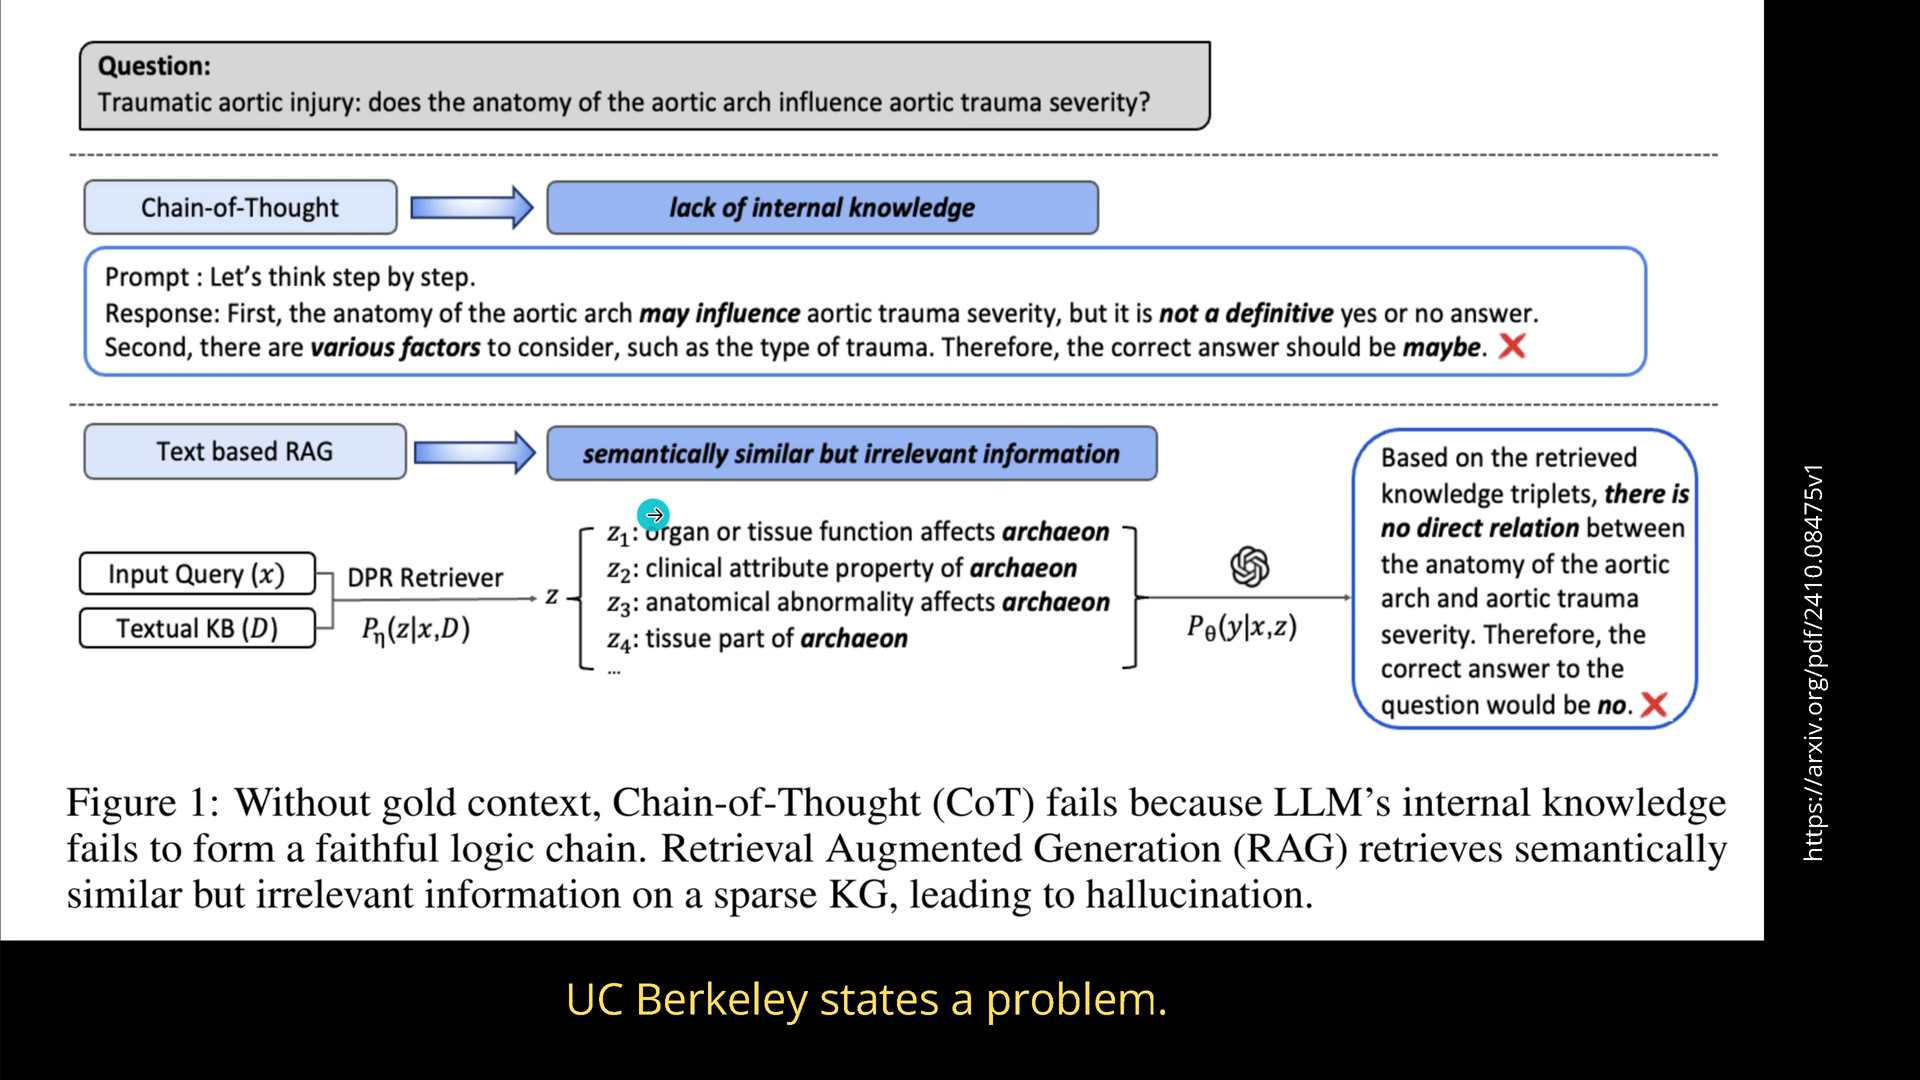 Question:
Traumatic aortic injury: does the anatomy of the aortic arch influence aortic trauma severity?
Chain-of-Thought
lack of internal knowledge
Prompt : Let's think step by step.
Response: First, the anatomy of the aortic arch may influence aortic trauma severity, but it is not a definitive yes or no answer.
Second, there are various factors to consider, such as the type of trauma. Therefore, the correct answer should be maybe. ❌
Text based RAG
semantically similar but irrelevant information
Input Query (x)
Textual KB (D)
DPR Retriever
Pη(z|x,D)
z
z₁: organ or tissue function affects archaeon
z₂: clinical attribute property of archaeon
z₃: anatomical abnormality affects archaeon
z₄: tissue part of archaeon
...
Pθ(y|x,z)
Based on the retrieved
knowledge triplets, there is
no direct relation between
the anatomy of the aortic
arch and aortic trauma
severity. Therefore, the
correct answer to the
question would be no. ❌
Figure 1: Without gold context, Chain-of-Thought (CoT) fails because LLM's internal knowledge
fails to form a faithful logic chain. Retrieval Augmented Generation (RAG) retrieves semantically
similar but irrelevant information on a sparse KG, leading to hallucination.
https://arxiv.org/pdf/2410.08475v1
UC Berkeley states a problem.